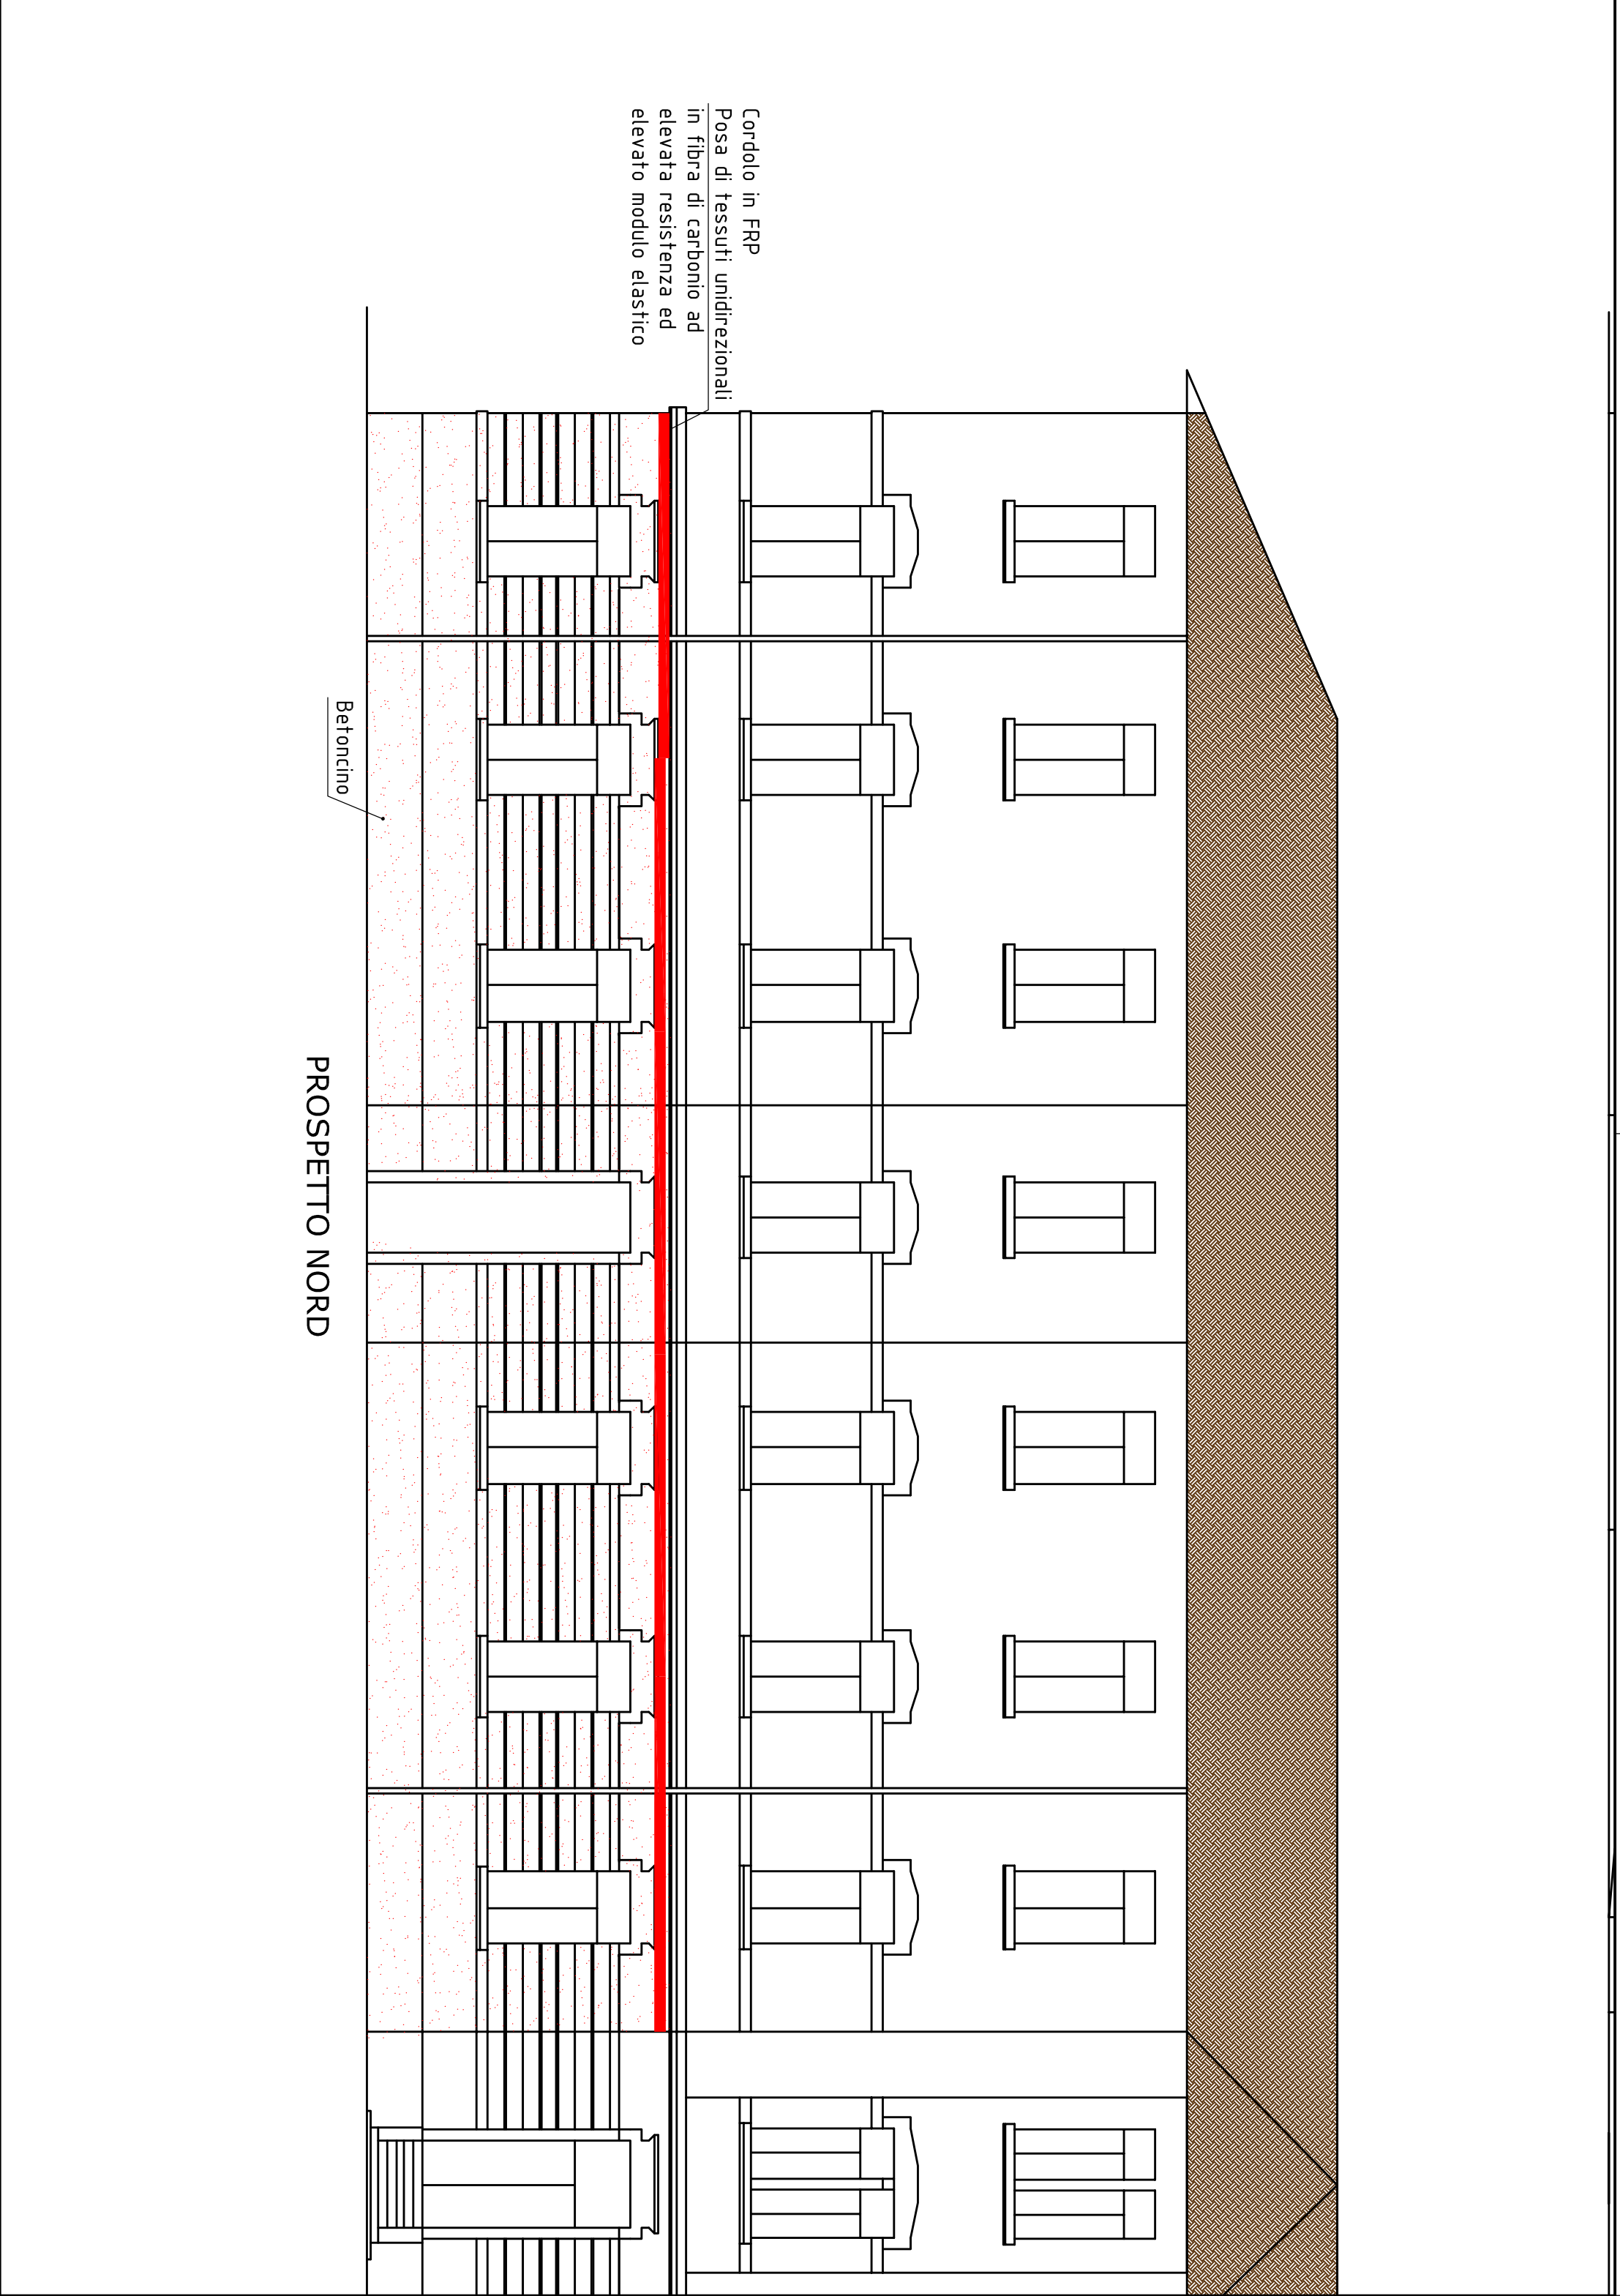 Cordolo in FRP
Posa di tessuti unidirezionali
in fibra di carbonio ad
elevata resistenza ed
elevato modulo elastico
Betoncino
PROSPETTO NORD